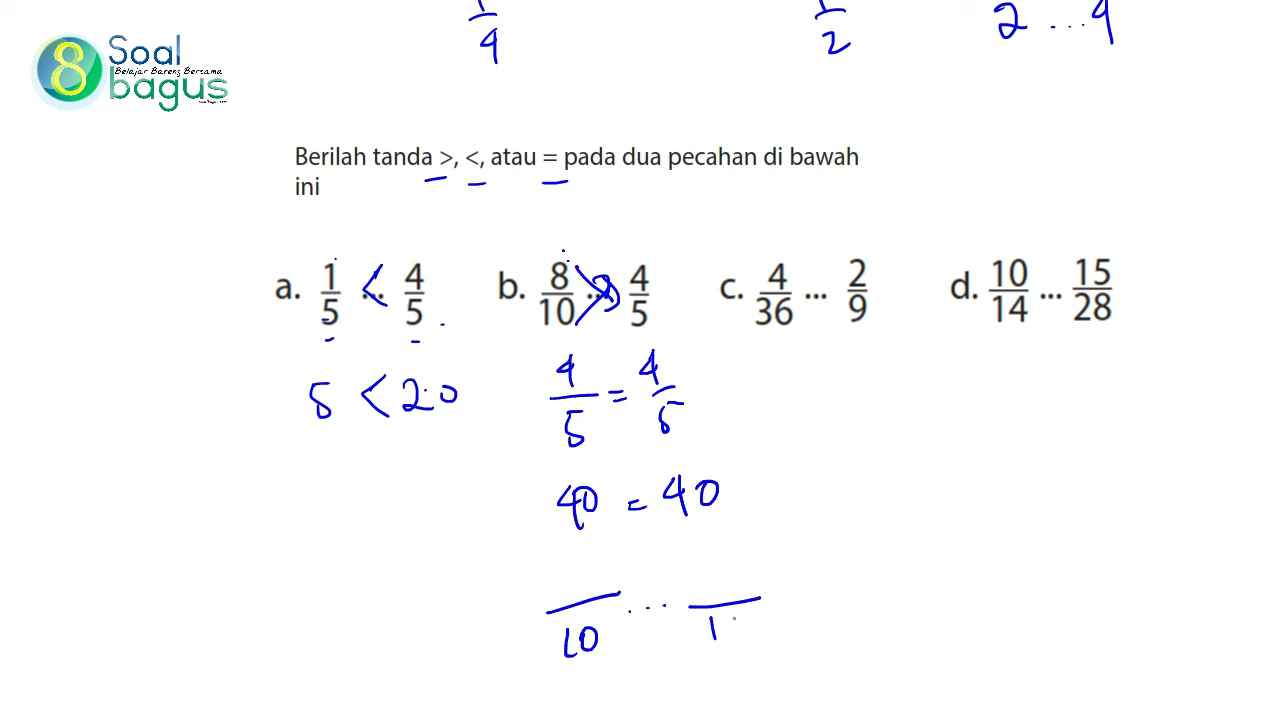 1/4 1/2 2 ... 4
8 Soal
Belajar Bareng Bersama
bagus
Berilah tanda >, <, atau = pada dua pecahan di bawah
ini
a. 1/5 < ... 4/5 b. 8/10 ... 4/5 c. 4/36 ... 2/9 d. 10/14 ... 15/28
5 < 20 4/5 = 4/5
40 = 40
/10 ... /1